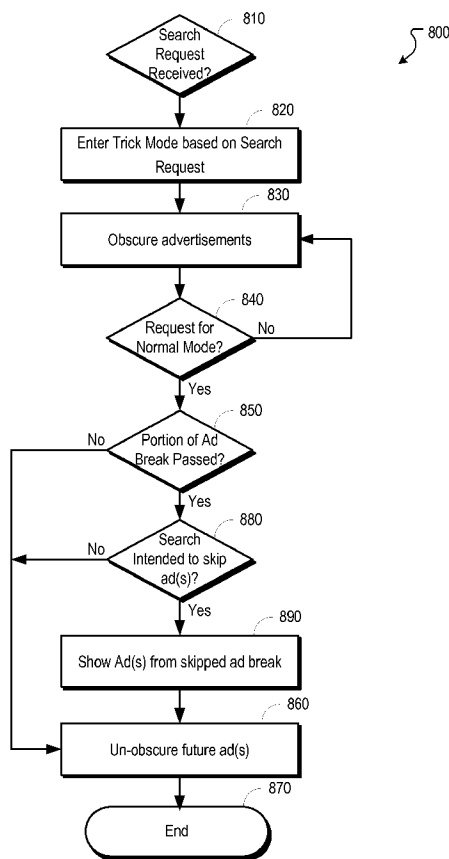 810
800
Search
Request
Received?
820
Enter Trick Mode based on Search
Request
830
Obscure advertisements
840
Request for
Normal Mode?
No
Yes
850
No
Portion of Ad
Break Passed?
Yes
880
No
Search
Intended to skip
ad(s)?
Yes
890
Show Ad(s) from skipped ad break
860
Un-obscure future ad(s)
870
End